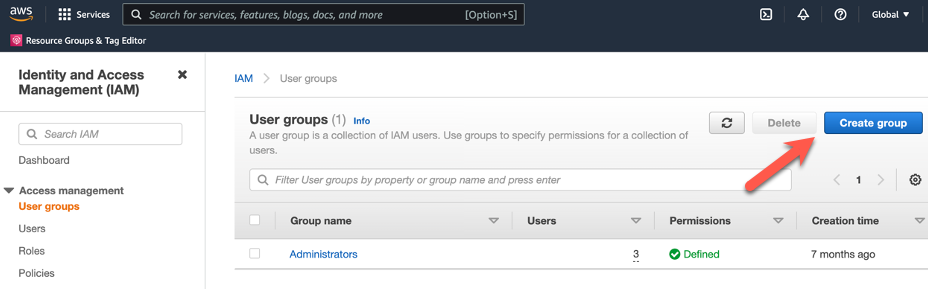 aws Services Search for services, features, blogs, docs, and more [Option+S] Global
Resource Groups & Tag Editor
Identity and Access
Management (IAM)
Search IAM
Dashboard
Access management
User groups
Users
Roles
Policies
IAM > User groups
User groups (1) Info
A user group is a collection of IAM users. Use groups to specify permissions for a collection of
users.
Delete
Create group
Filter User groups by property or group name and press enter
1
Group name Users Permissions Creation time
Administrators 3 Defined 7 months ago